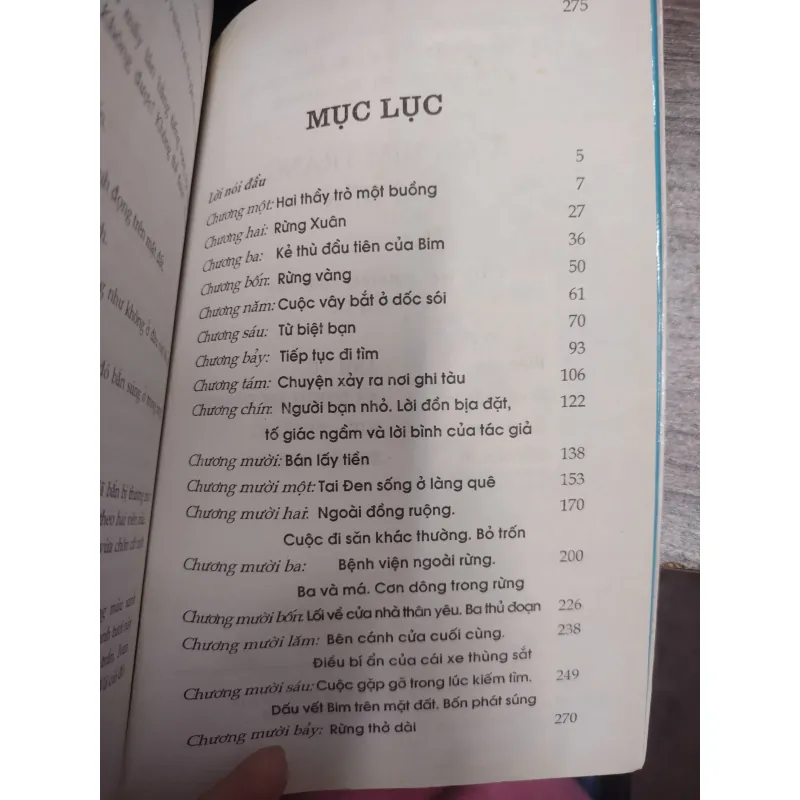 275
MỤC LỤC
Lời nói đầu 5
Chương một: Hai thầy trò một buồng 7
Chương hai: Rừng Xuân 27
Chương ba: Kẻ thù đầu tiên của Bim 36
Chương bốn: Rừng vàng 50
Chương năm: Cuộc vây bắt ở dốc sói 61
Chương sáu: Từ biệt bạn 70
Chương bảy: Tiếp tục đi tìm 93
Chương tám: Chuyện xảy ra nơi ghi tàu 106
Chương chín: Người bạn nhỏ. Lời đồn bịa đặt, 122
tố giác ngầm và lời bình của tác giả
Chương mười: Bán lấy tiền 138
Chương mười một: Tai Đen sống ở làng quê 153
Chương mười hai: Ngoài đồng ruộng. 170
Cuộc đi săn khác thường. Bỏ trốn
Chương mười ba: Bệnh viện ngoài rừng. 200
Ba và má. Cơn dông trong rừng
Chương mười bốn: Lối về cửa nhà thân yêu. Ba thủ đoạn 226
Chương mười lăm: Bên cánh cửa cuối cùng. 238
Điều bí ẩn của cái xe thùng sắt
Chương mười sáu: Cuộc gặp gỡ trong lúc kiếm tìm. 249
Dấu vết Bim trên mặt đất. Bốn phát súng
Chương mười bảy: Rừng thở dài 270